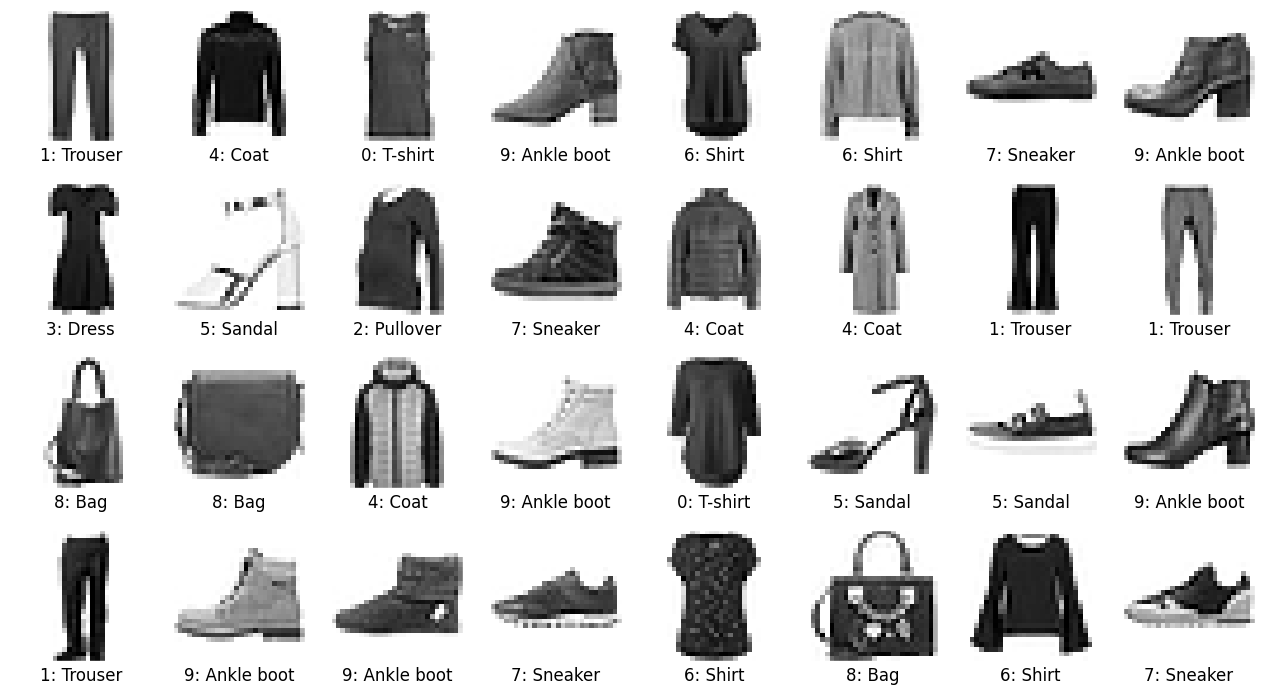 1: Trouser 4: Coat 0: T-shirt 9: Ankle boot 6: Shirt 6: Shirt 7: Sneaker 9: Ankle boot
3: Dress 5: Sandal 2: Pullover 7: Sneaker 4: Coat 4: Coat 1: Trouser 1: Trouser
8: Bag 8: Bag 4: Coat 9: Ankle boot 0: T-shirt 5: Sandal 5: Sandal 9: Ankle boot
1: Trouser 9: Ankle boot 9: Ankle boot 7: Sneaker 6: Shirt 8: Bag 6: Shirt 7: Sneaker